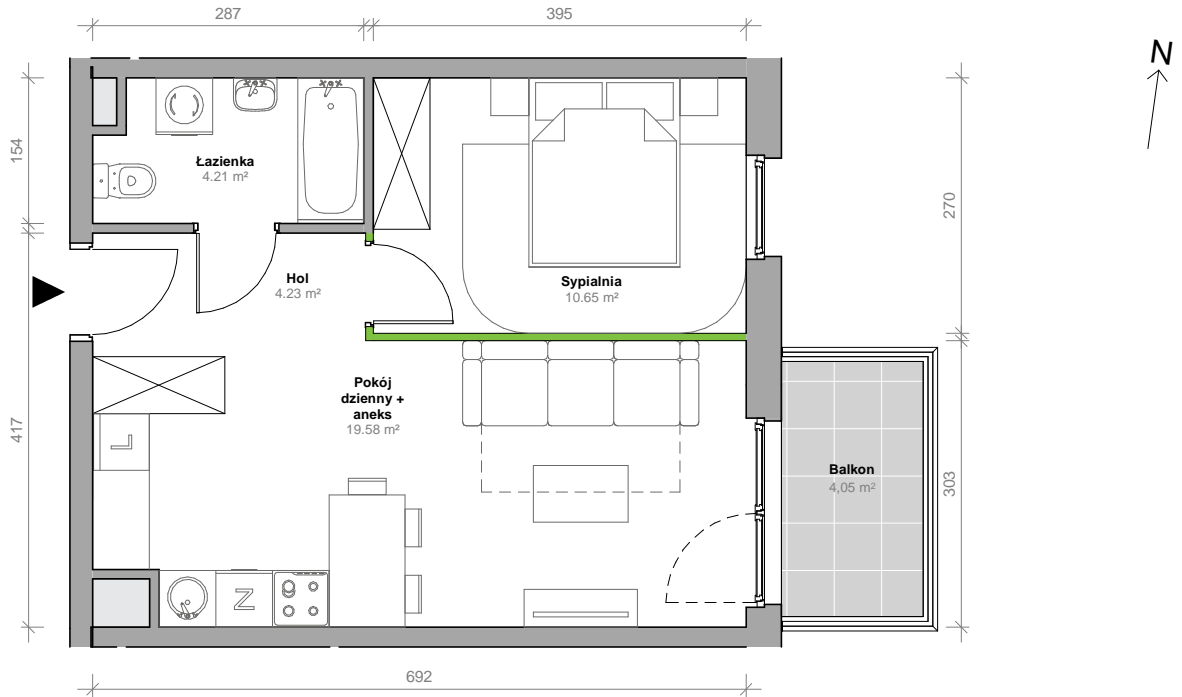 287
395
N
154
Łazienka
4.21 m²
270
Hol
4.23 m²
Sypialnia
10.65 m²
Pokój
dzienny +
aneks
19.58 m²
417
L
Balkon
4,05 m²
303
Z
692